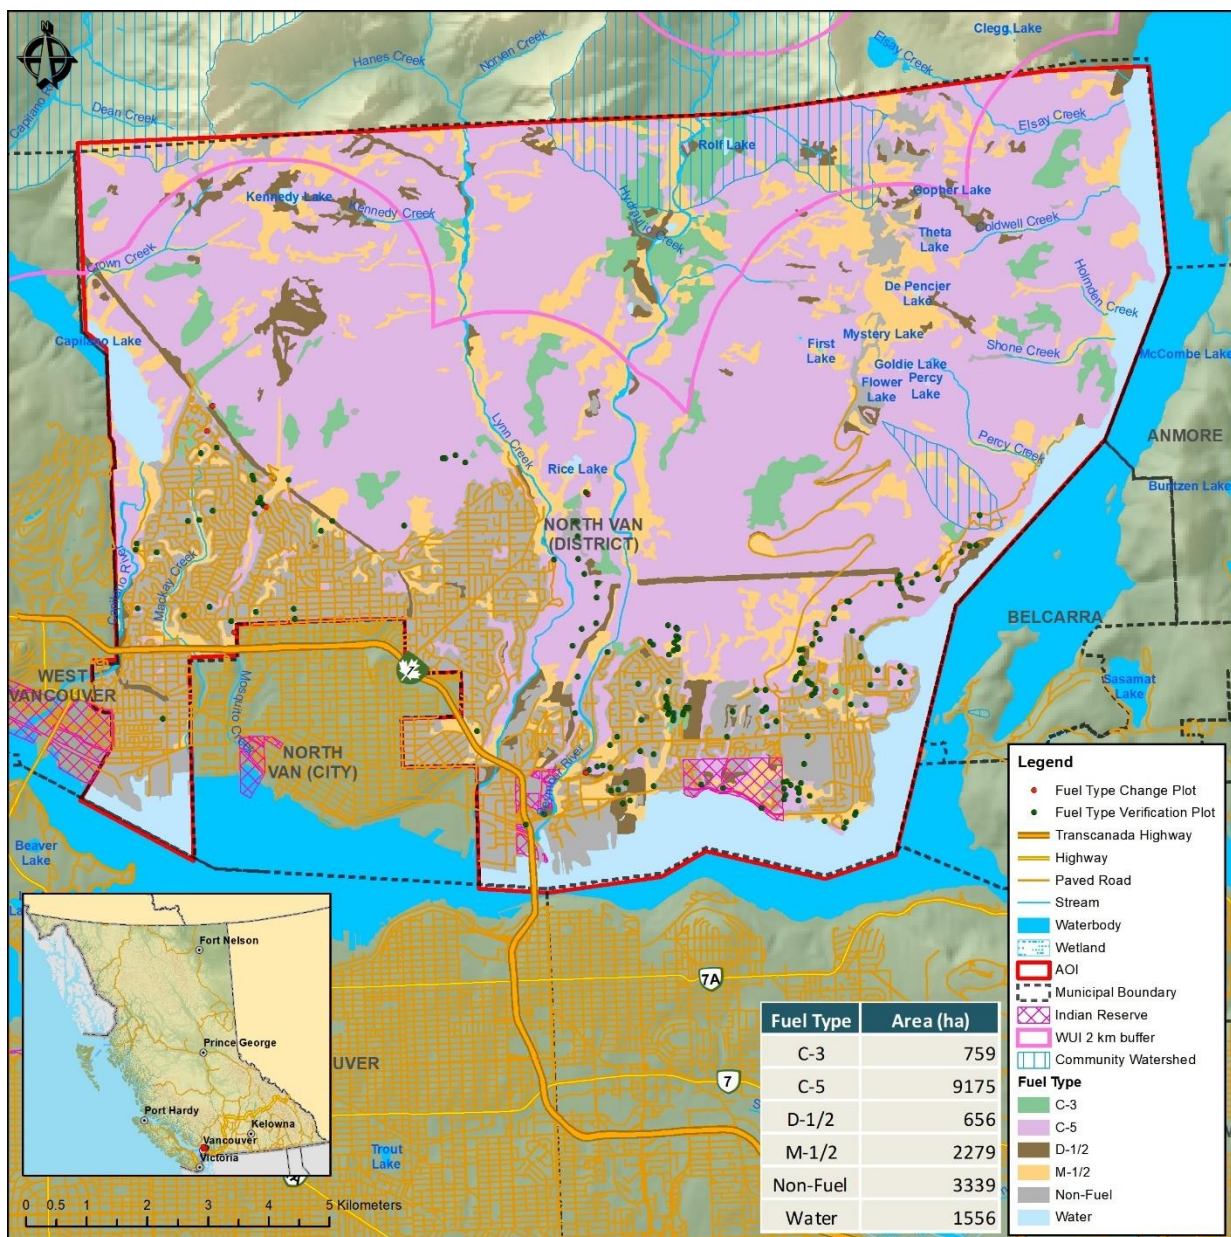 N
Clegg Lake
Elsay Creek
Hanes Creek
Norvan Creek
Capilano R
Dean Creek
Elsay Creek
Rolf Lake
Kennedy Lake
Kennedy Creek
Hydraulic Creek
Gopher Lake
Coldwell Creek
Theta
Lake
Crown Creek
De Pencier
Lake
Holmden Creek
Capilano Lake
Mystery Lake
First
Lake
Shone Creek
McCombe Lake
Goldie Lake
Flower
Lake
Percy
Lake
Lynn Creek
Percy Creek
ANMORE
Rice Lake
Buntzen Lake
NORTH VAN
(DISTRICT)
Capilano River
Mackay Creek
BELCARRA
WEST
VANCOUVER
1
Sasamat
Lake
Mosquito Creek
NORTH
VAN (CITY)
Seymour River
Beaver
Lake
7A
7
UVER
Trout
Lake
Fort Nelson
Prince George
Port Hardy
Kelowna
Vancouver
Victoria
0 0.5 1 2 3 4 5 Kilometers
Fuel Type Area (ha)
C-3 759
C-5 9175
D-1/2 656
M-1/2 2279
Non-Fuel 3339
Water 1556
Legend
Fuel Type Change Plot
Fuel Type Verification Plot
Transcanada Highway
Highway
Paved Road
Stream
Waterbody
Wetland
AOI
Municipal Boundary
Indian Reserve
WUI 2 km buffer
Community Watershed
Fuel Type
C-3
C-5
D-1/2
M-1/2
Non-Fuel
Water